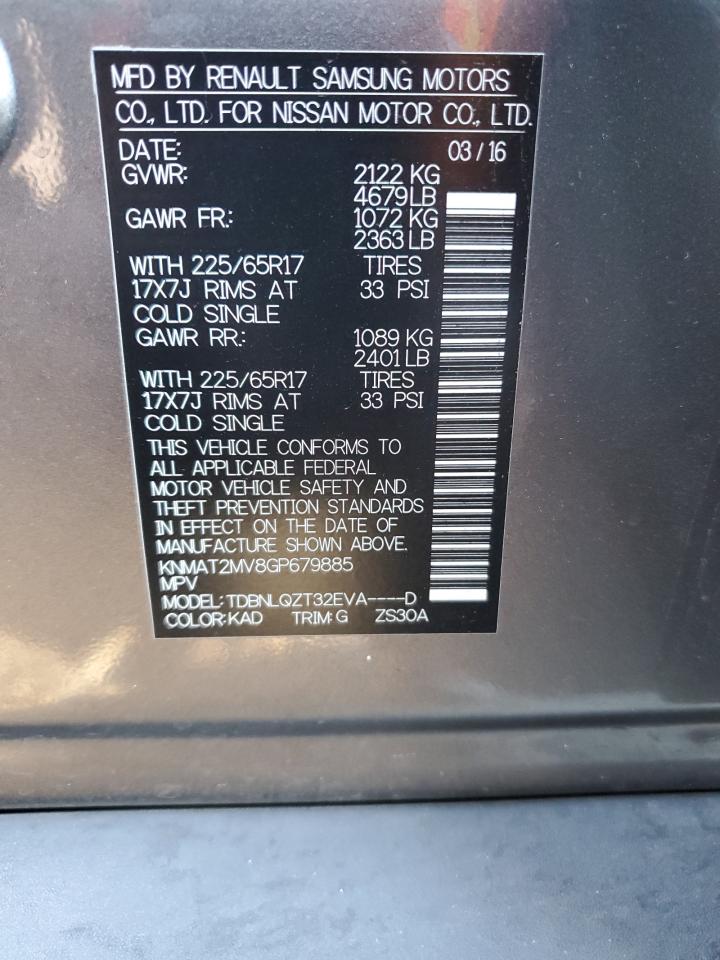 MFD BY RENAULT SAMSUNG MOTORS
CO., LTD. FOR NISSAN MOTOR CO., LTD.
DATE: 03/16
GVWR: 2122 KG
4679LB
GAWR FR.: 1072 KG
2363 LB
WITH 225/65R17 TIRES
17X7J RIMS AT 33 PSI
COLD SINGLE
GAWR RR.: 1089 KG
2401 LB
WITH 225/65R17 TIRES
17X7J RIMS AT 33 PSI
COLD SINGLE
THIS VEHICLE CONFORMS TO
ALL APPLICABLE FEDERAL
MOTOR VEHICLE SAFETY AND
THEFT PREVENTION STANDARDS
IN EFFECT ON THE DATE OF
MANUFACTURE SHOWN ABOVE.
KNMAT2MV8GP679885
MPV
MODEL: TDBNLQZT32EVA----D
COLOR:KAD TRIM:G ZS30A